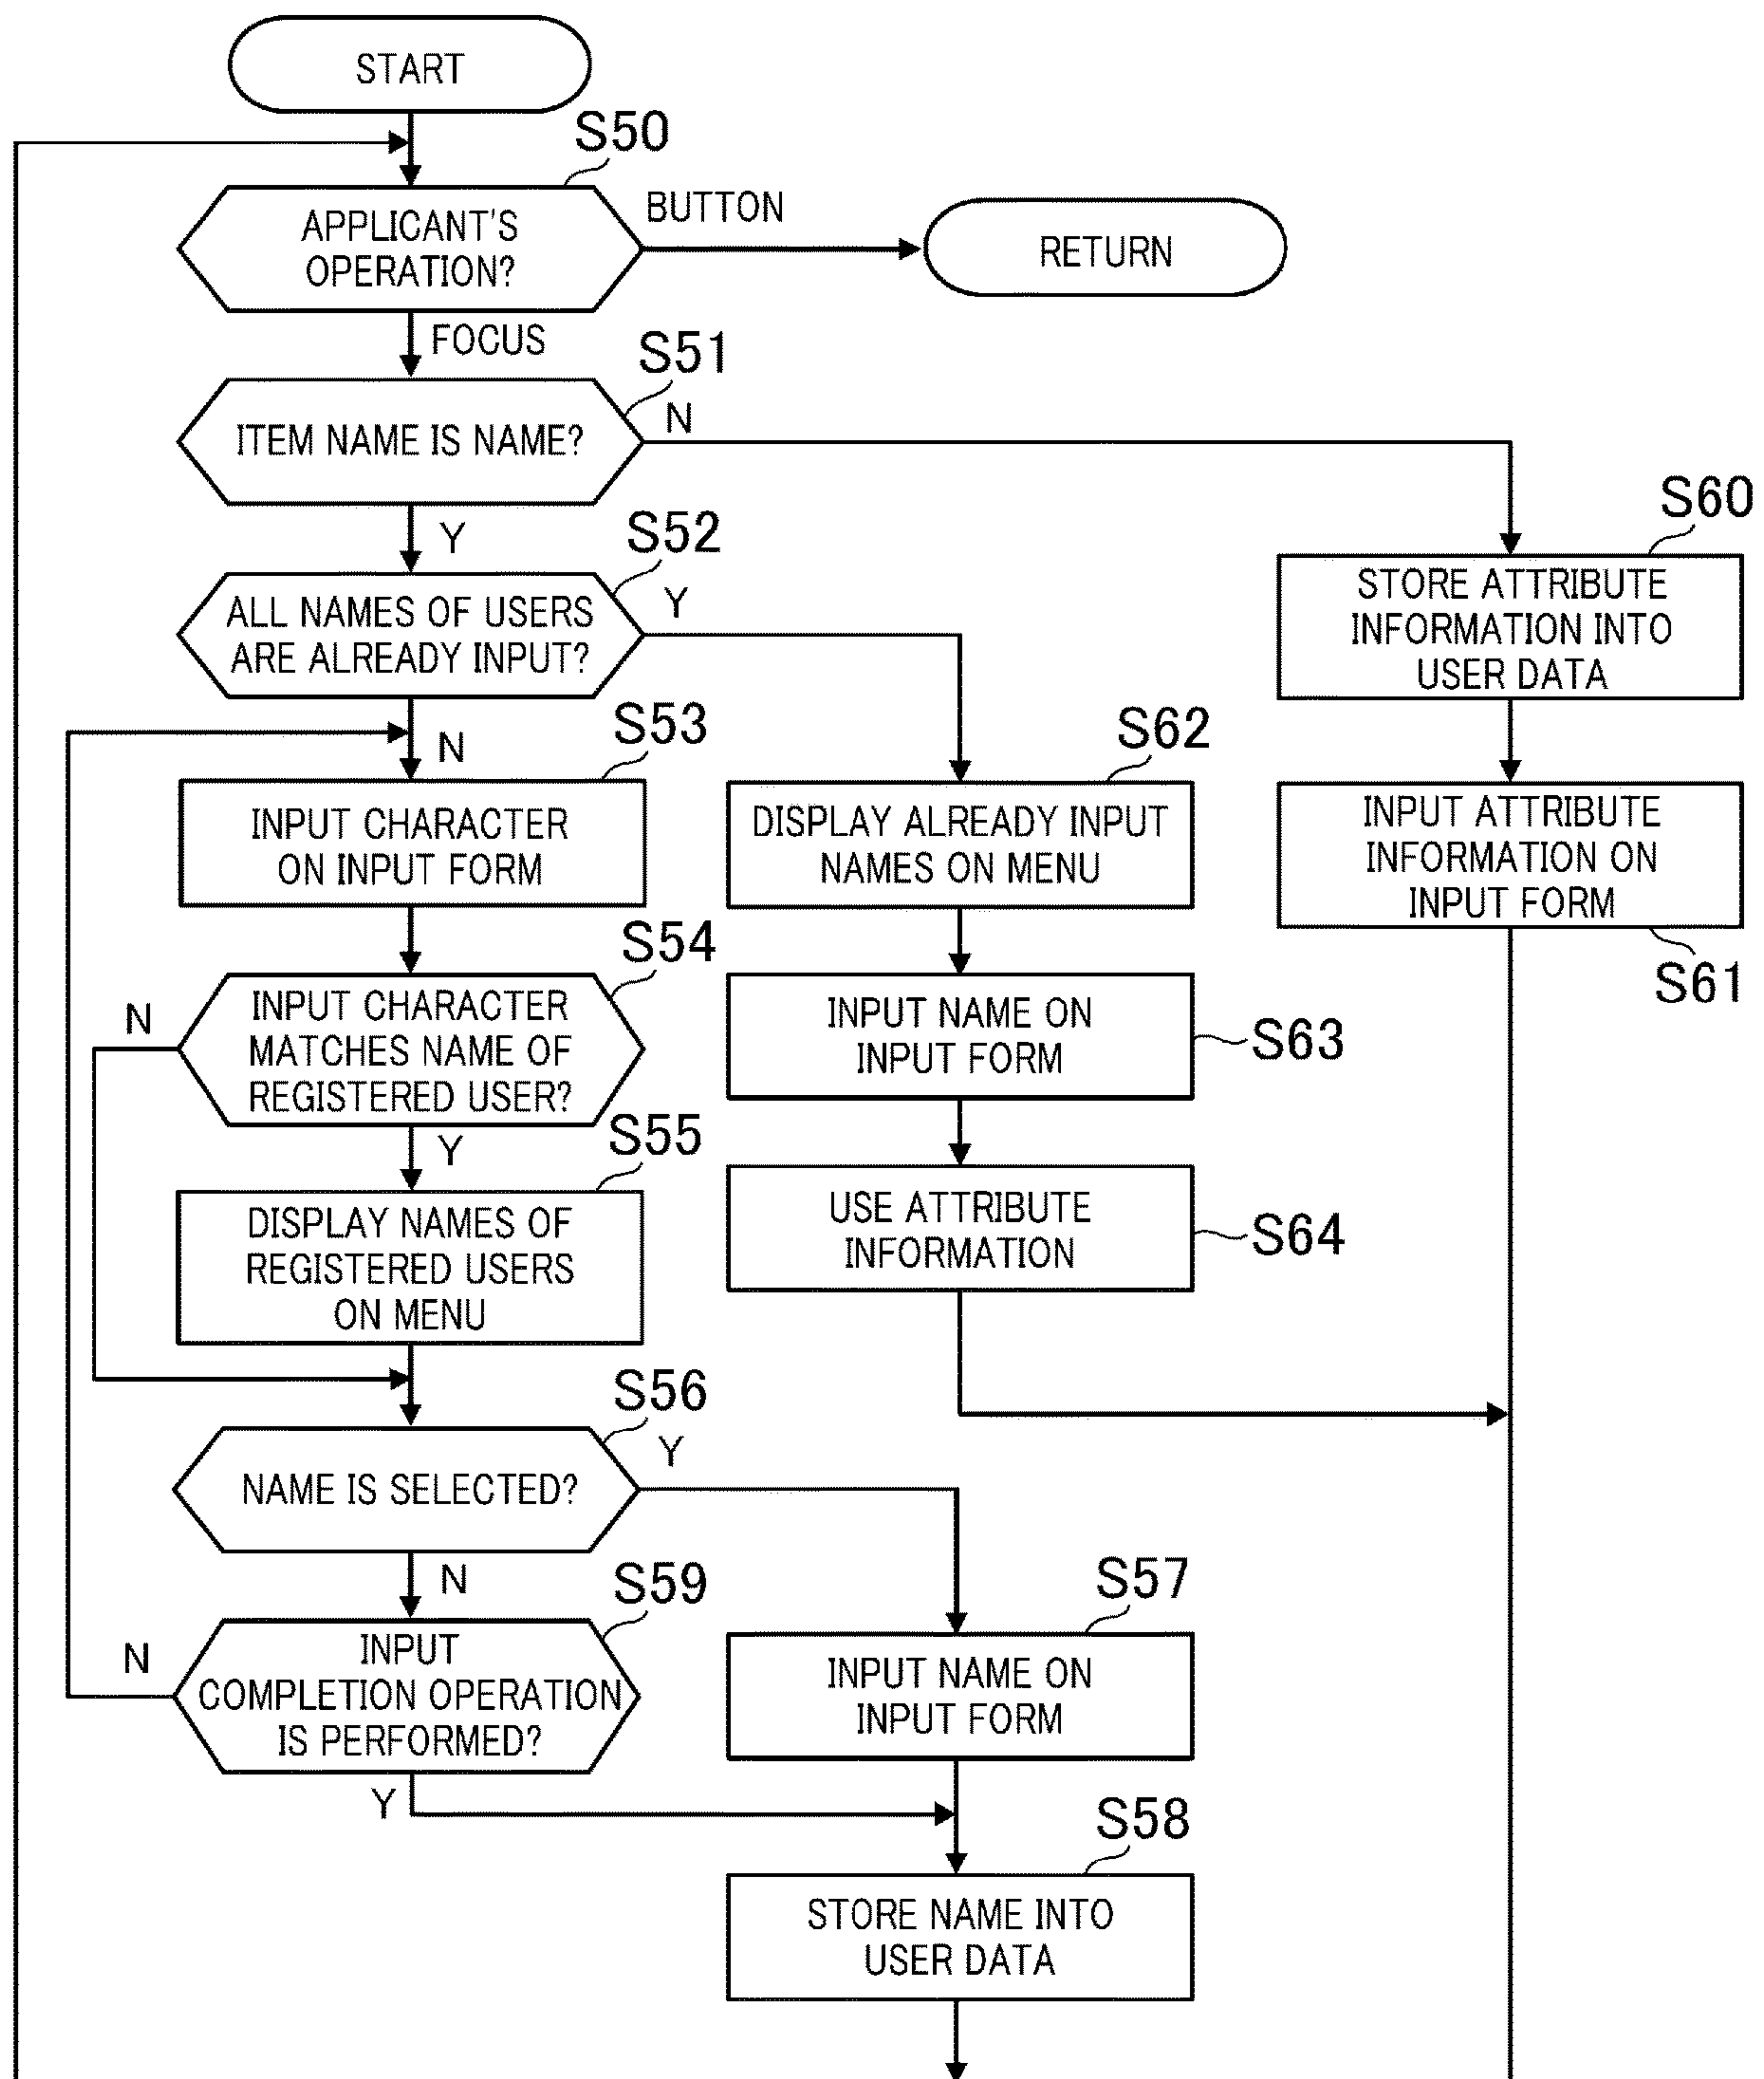 START
S50
APPLICANT'S
OPERATION?
BUTTON
RETURN
FOCUS
S51
ITEM NAME IS NAME?
N
Y
S52
ALL NAMES OF USERS
ARE ALREADY INPUT?
Y
S60
STORE ATTRIBUTE
INFORMATION INTO
USER DATA
N
S53
INPUT CHARACTER
ON INPUT FORM
S62
DISPLAY ALREADY INPUT
NAMES ON MENU
INPUT ATTRIBUTE
INFORMATION ON
INPUT FORM
S61
S54
N
INPUT CHARACTER
MATCHES NAME OF
REGISTERED USER?
INPUT NAME ON
INPUT FORM
S63
Y
S55
DISPLAY NAMES OF
REGISTERED USERS
ON MENU
USE ATTRIBUTE
INFORMATION
S64
S56
NAME IS SELECTED?
Y
N
S59
N
INPUT
COMPLETION OPERATION
IS PERFORMED?
Y
S57
INPUT NAME ON
INPUT FORM
S58
STORE NAME INTO
USER DATA